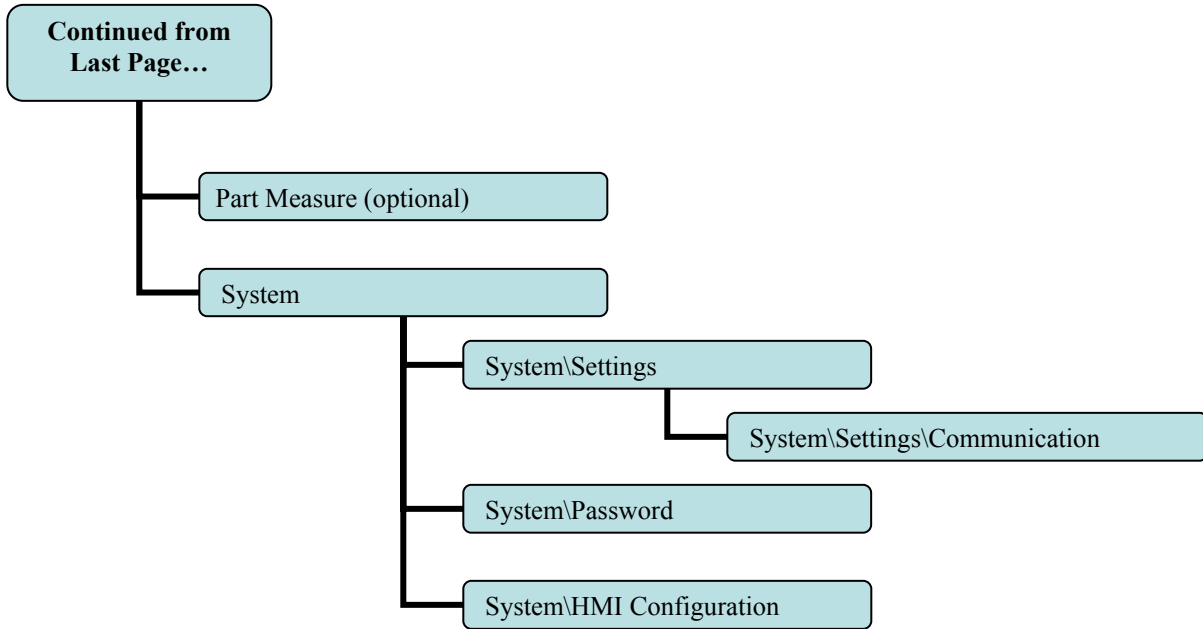 Continued from
Last Page…
Part Measure (optional)
System
System\Settings
System\Settings\Communication
System\Password
System\HMI Configuration